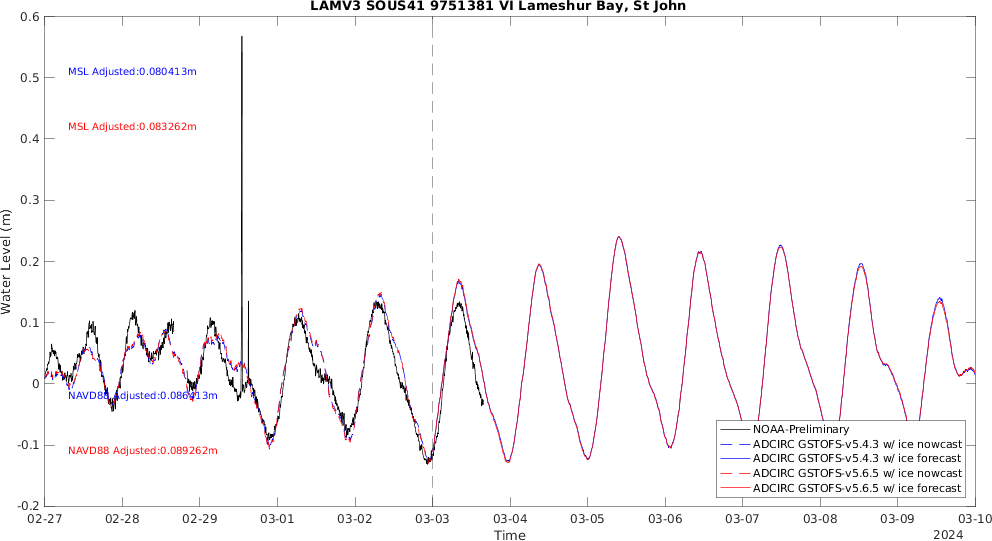 LAMV3 SOUS41 9751381 VI Lameshur Bay, St John
0.6
0.5
0.4
0.3
0.2
0.1
0
-0.1
-0.2
Water Level (m)
MSL Adjusted:0.080413m
MSL Adjusted:0.083262m
NAVD88 Adjusted:0.086413m
NAVD88 Adjusted:0.089262m
NOAA-Preliminary
ADCIRC GSTOFS-v5.4.3 w/ ice nowcast
ADCIRC GSTOFS-v5.4.3 w/ ice forecast
ADCIRC GSTOFS-v5.6.5 w/ ice nowcast
ADCIRC GSTOFS-v5.6.5 w/ ice forecast
02-27 02-28 02-29 03-01 03-02 03-03 03-04 03-05 03-06 03-07 03-08 03-09 03-10
Time
2024